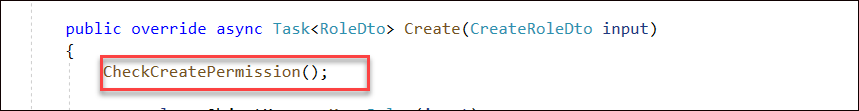 public override async Task<RoleDto> Create(CreateRoleDto input)
{
CheckCreatePermission();